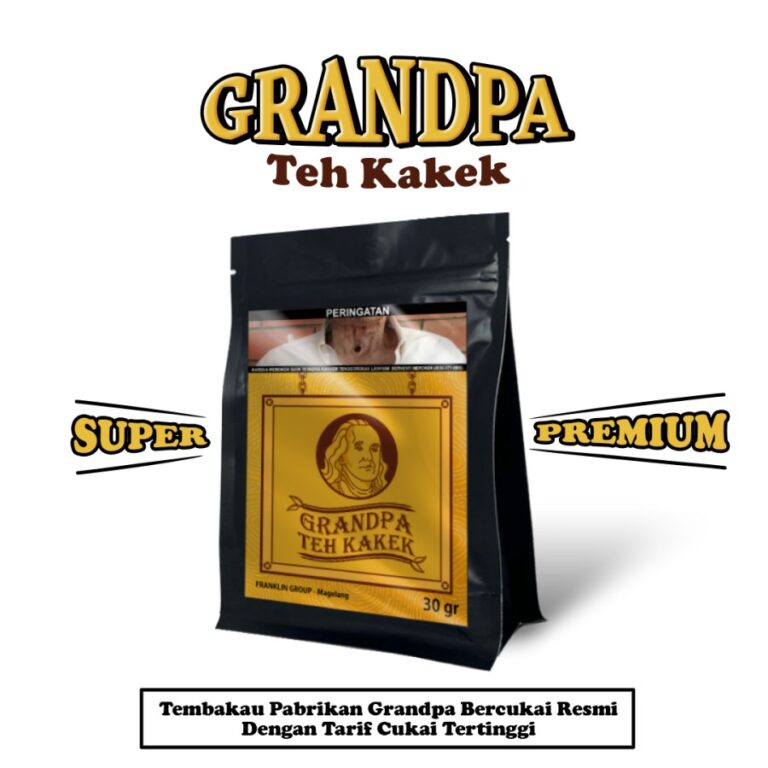 GRANDPA
Teh Kakek
PERINGATAN
SUPER
PREMIUM
GRANDPA
TEH KAKEK
FRANKLIN GROUP - Magelang
30 gr
Tembakau Pabrikan Grandpa Bercukai Resmi
Dengan Tarif Cukai Tertinggi